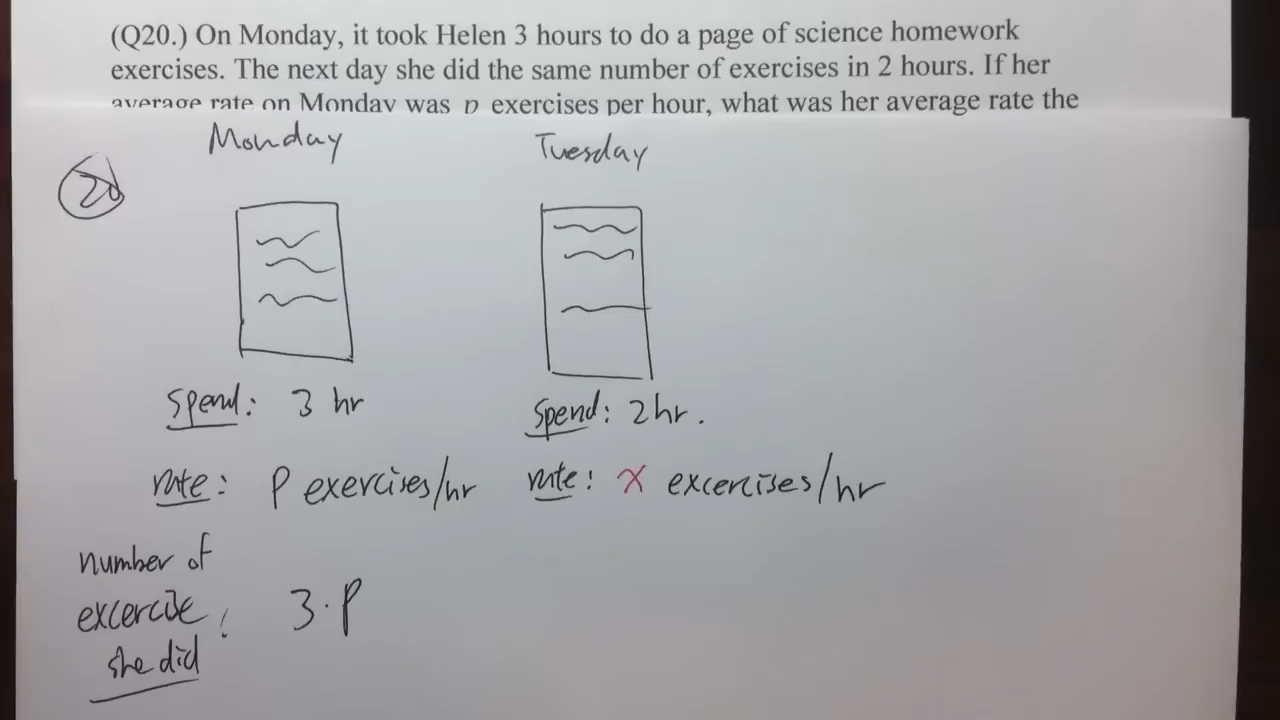 (Q20.) On Monday, it took Helen 3 hours to do a page of science homework
exercises. The next day she did the same number of exercises in 2 hours. If her
average rate on Monday was p exercises per hour, what was her average rate the
Monday Tuesday
20
Spend: 3 hr Spend: 2 hr.
rate: p exercises/hr rate: x excercises/hr
number of
excercise: 3·p
she did